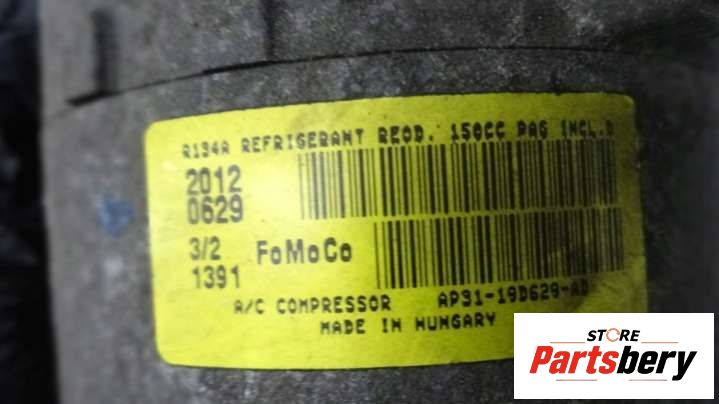 R134A REFRIGERANT REQD. 150CC PAG INCL.D
2012
0629
3/2 FoMoCo
1391
A/C COMPRESSOR AP31-19D629-AD
MADE IN HUNGARY
STORE
Partsbery